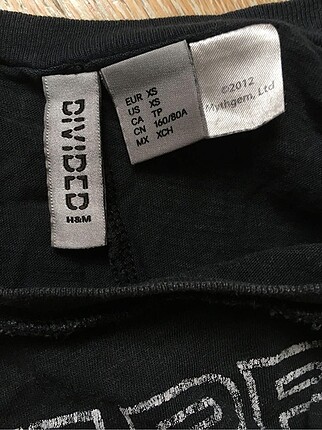 DIVIDED
H&M
EUR XS
US XS
CA TP
CN 160/80A
MX XCH
©2012
Mythgem, Ltd